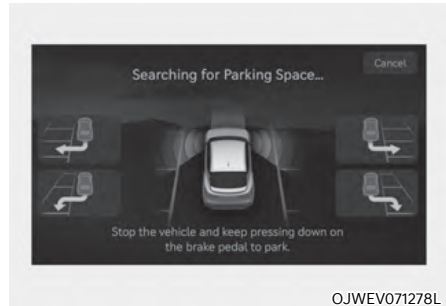 Cancel
Searching for Parking Space...
Stop the vehicle and keep pressing down on
the brake pedal to park.
OJWEV071278L